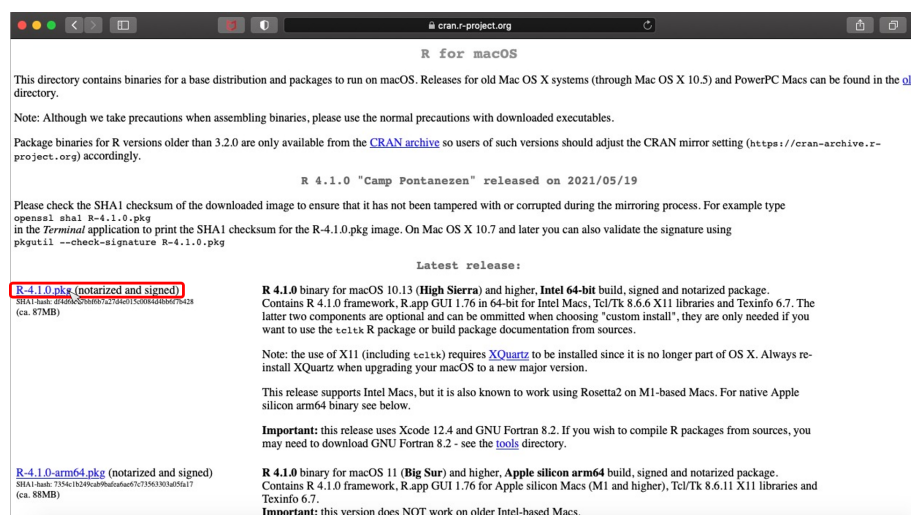 cran.r-project.org
R for macOS
This directory contains binaries for a base distribution and packages to run on macOS. Releases for old Mac OS X systems (through Mac OS X 10.5) and PowerPC Macs can be found in the ol
directory.
Note: Although we take precautions when assembling binaries, please use the normal precautions with downloaded executables.
Package binaries for R versions older than 3.2.0 are only available from the CRAN archive so users of such versions should adjust the CRAN mirror setting (https://cran-archive.r-
project.org) accordingly.
R 4.1.0 "Camp Pontanezen" released on 2021/05/19
Please check the SHA1 checksum of the downloaded image to ensure that it has not been tampered with or corrupted during the mirroring process. For example type
openssl sha1 R-4.1.0.pkg
in the Terminal application to print the SHA1 checksum for the R-4.1.0.pkg image. On Mac OS X 10.7 and later you can also validate the signature using
pkgutil --check-signature R-4.1.0.pkg
Latest release:
R-4.1.0.pkg (notarized and signed)
SHA1-hash:
(ca. 87MB)
R 4.1.0 binary for macOS 10.13 (High Sierra) and higher, Intel 64-bit build, signed and notarized package.
Contains R 4.1.0 framework, R.app GUI 1.76 in 64-bit for Intel Macs, Tcl/Tk 8.6.6 X11 libraries and Texinfo 6.7. The
latter two components are optional and can be ommitted when choosing "custom install", they are only needed if you
want to use the tcltk R package or build package documentation from sources.
Note: the use of X11 (including tcltk) requires XQuartz to be installed since it is no longer part of OS X. Always re-
install XQuartz when upgrading your macOS to a new major version.
This release supports Intel Macs, but it is also known to work using Rosetta2 on M1-based Macs. For native Apple
silicon arm64 binary see below.
Important: this release uses Xcode 12.4 and GNU Fortran 8.2. If you wish to compile R packages from sources, you
may need to download GNU Fortran 8.2 - see the tools directory.
R-4.1.0-arm64.pkg (notarized and signed)
SHA1-hash:
(ca. 88MB)
R 4.1.0 binary for macOS 11 (Big Sur) and higher, Apple silicon arm64 build, signed and notarized package.
Contains R 4.1.0 framework, R.app GUI 1.76 for Apple silicon Macs (M1 and higher), Tcl/Tk 8.6.11 X11 libraries and
Texinfo 6.7.
Important: this version does NOT work on older Intel-based Macs.